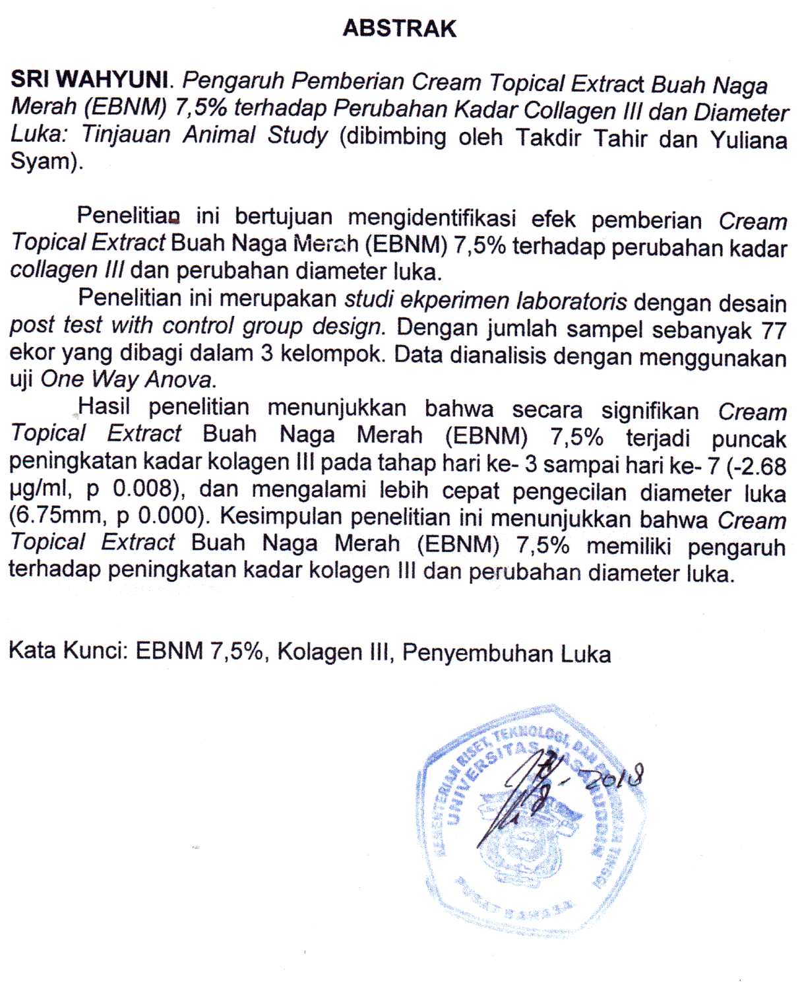 ABSTRAK
SRI WAHYUNI. Pengaruh Pemberian Cream Topical Extract Buah Naga
Merah (EBNM) 7,5% terhadap Perubahan Kadar Collagen III dan Diameter
Luka: Tinjauan Animal Study (dibimbing oleh Takdir Tahir dan Yuliana
Syam).
Penelitian ini bertujuan mengidentifikasi efek pemberian Cream
Topical Extract Buah Naga Merah (EBNM) 7,5% terhadap perubahan kadar
collagen III dan perubahan diameter luka.
Penelitian ini merupakan studi ekperimen laboratoris dengan desain
post test with control group design. Dengan jumlah sampel sebanyak 77
ekor yang dibagi dalam 3 kelompok. Data dianalisis dengan menggunakan
uji One Way Anova.
Hasil penelitian menunjukkan bahwa secara signifikan Cream
Topical Extract Buah Naga Merah (EBNM) 7,5% terjadi puncak
peningkatan kadar kolagen III pada tahap hari ke- 3 sampai hari ke- 7 (-2.68
µg/ml, p 0.008), dan mengalami lebih cepat pengecilan diameter luka
(6.75mm, p 0.000). Kesimpulan penelitian ini menunjukkan bahwa Cream
Topical Extract Buah Naga Merah (EBNM) 7,5% memiliki pengaruh
terhadap peningkatan kadar kolagen III dan perubahan diameter luka.
Kata Kunci: EBNM 7,5%, Kolagen III, Penyembuhan Luka
KEMENTERIAN RISET, TEKNOLOGI, DAN TINGGI
UNIVERSITAS HASANUDDIN
2018
PUSAT BAHASA